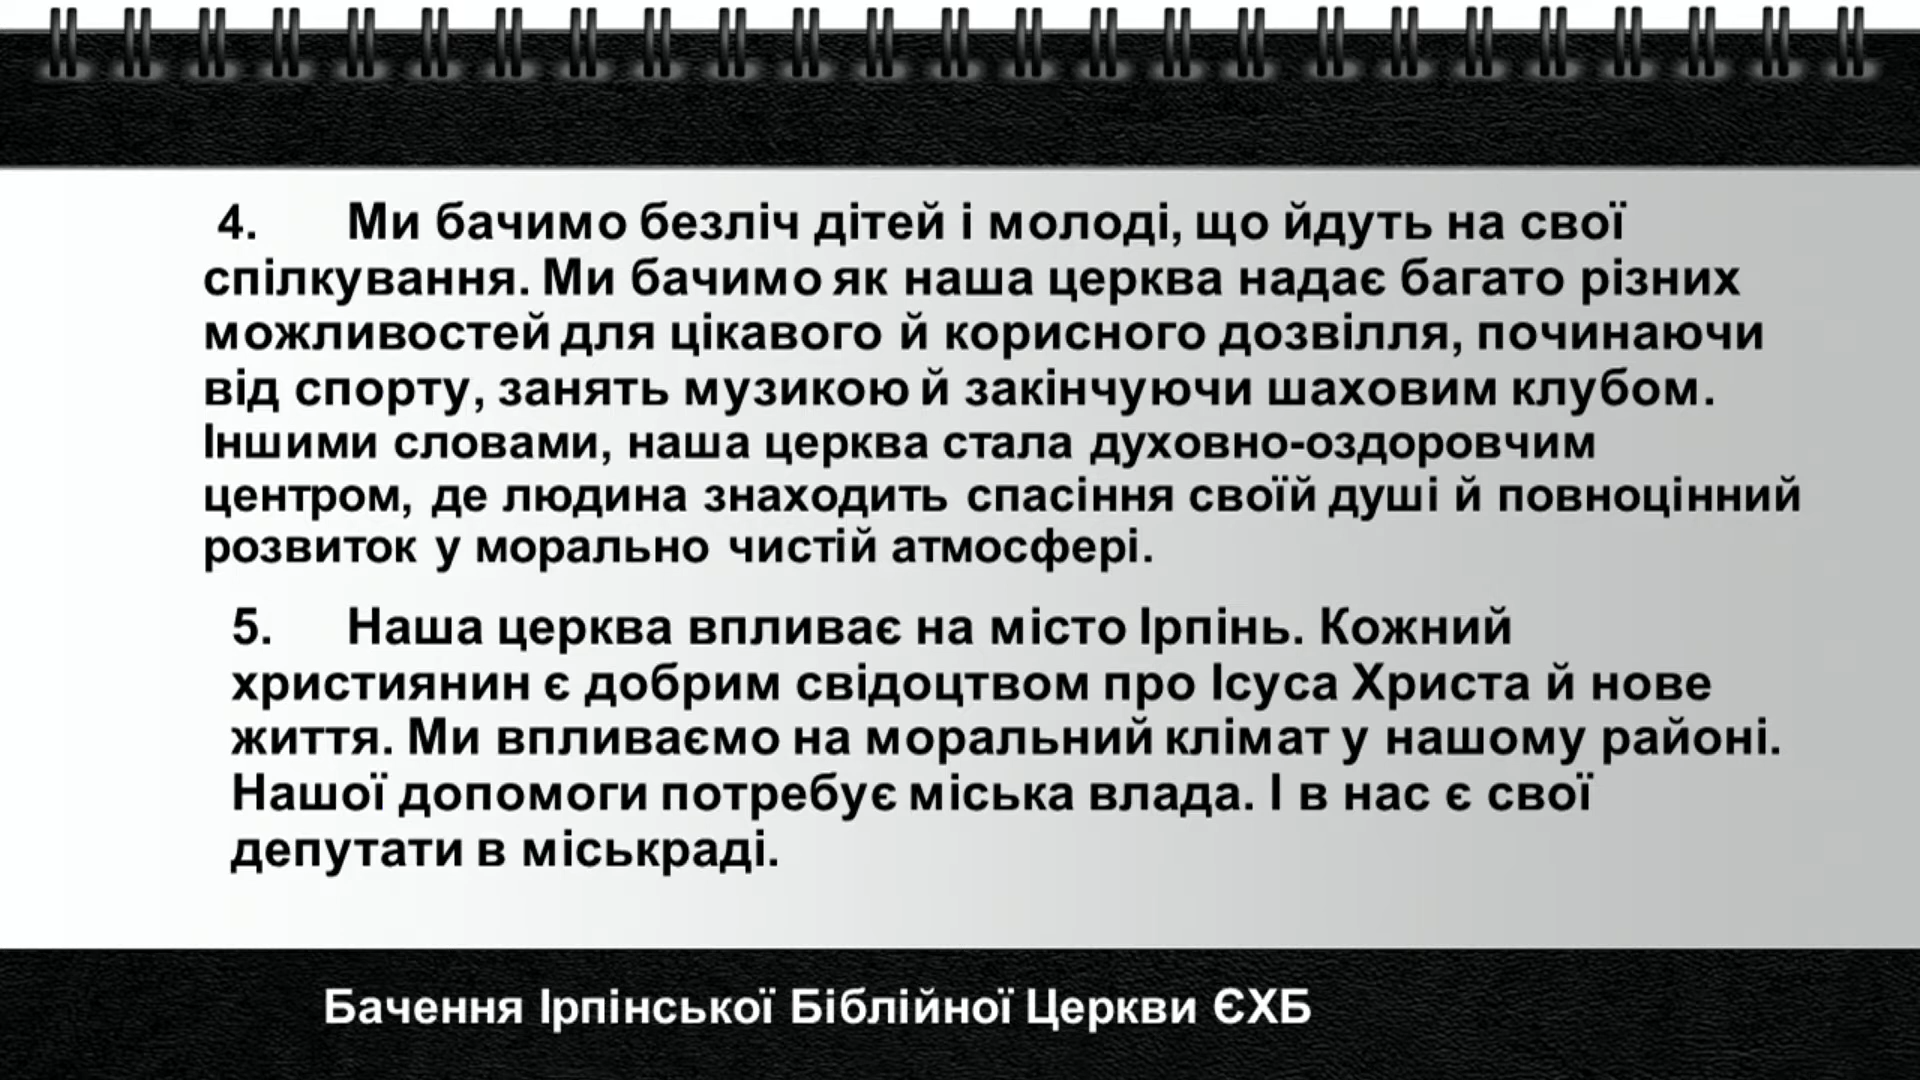 4. Ми бачимо безліч дітей і молоді, що йдуть на свої
спілкування. Ми бачимо як наша церква надає багато різних
можливостей для цікавого й корисного дозвілля, починаючи
від спорту, занять музикою й закінчуючи шаховим клубом.
Іншими словами, наша церква стала духовно-оздоровчим
центром, де людина знаходить спасіння своїй душі й повноцінний
розвиток у морально чистій атмосфері.
5. Наша церква впливає на місто Ірпінь. Кожний
християнин є добрим свідоцтвом про Ісуса Христа й нове
життя. Ми впливаємо на моральний клімат у нашому районі.
Нашої допомоги потребує міська влада. І в нас є свої
депутати в міськраді.
Бачення Ірпінської Біблійної Церкви ЄХБ